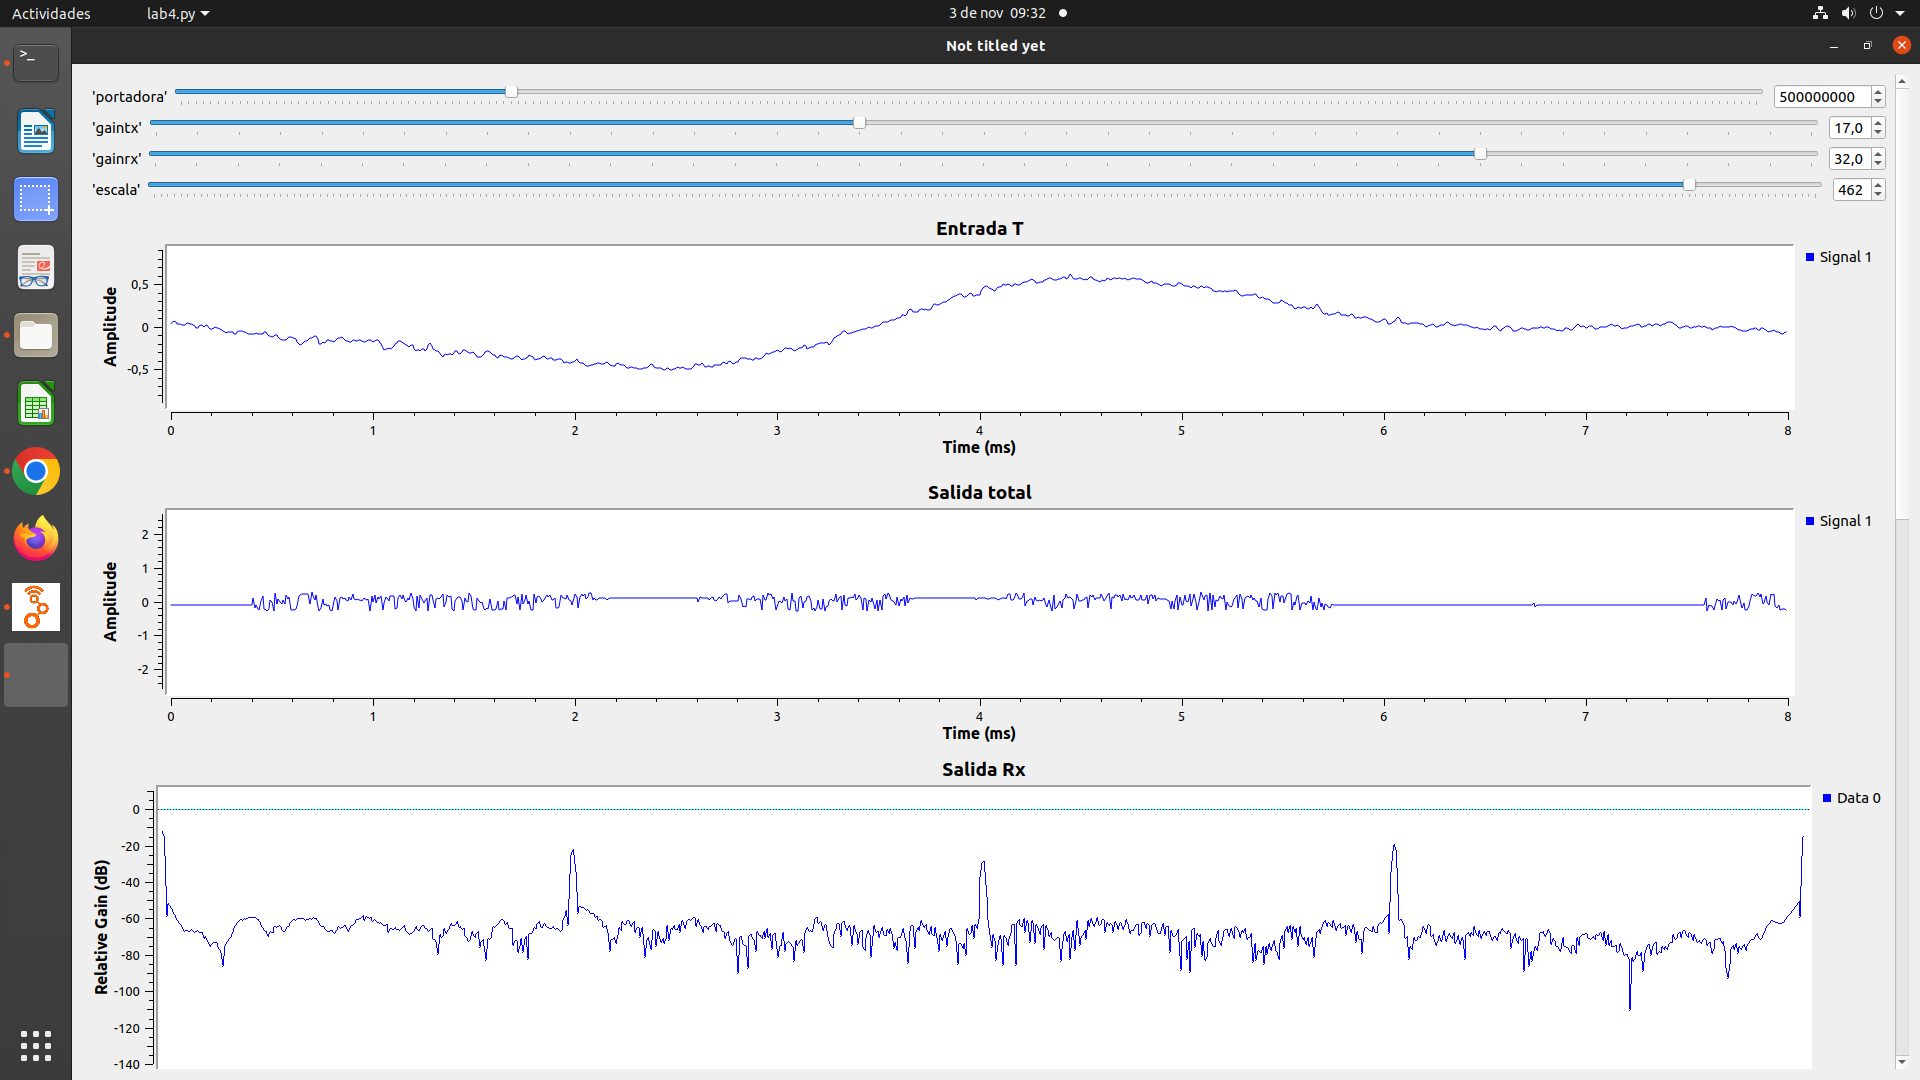 Actividades lab4.py 3 de nov 09:32
Not titled yet
'portadora' 500000000
'gaintx' 17,0
'gainrx' 32,0
'escala' 462
Entrada T
Signal 1
Amplitude
0,5
0
-0,5
0 1 2 3 4 5 6 7 8
Time (ms)
Salida total
Signal 1
Amplitude
2
1
0
-1
-2
0 1 2 3 4 5 6 7 8
Time (ms)
Salida Rx
Data 0
Relative Gain (dB)
0
-20
-40
-60
-80
-100
-120
-140